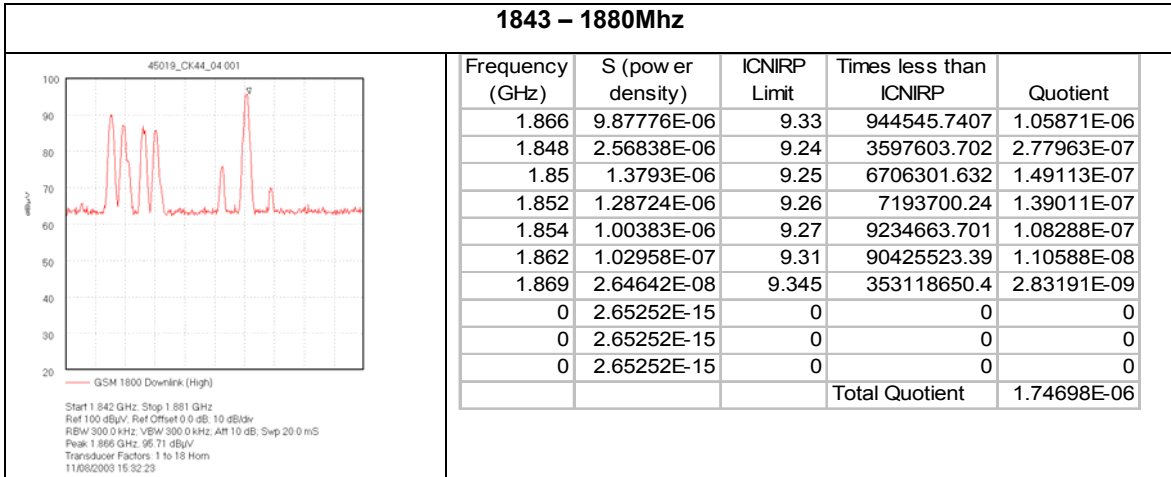 1843 – 1880Mhz
45019_CK44_04 001
100
90
80
70
60
50
40
30
20
dBµV
GSM 1800 Downlink (High)
Start 1.842 GHz; Stop 1.881 GHz
Ref 100 dBµV; Ref Offset 0.0 dB; 10 dB/div
RBW 300.0 kHz; VBW 300.0 kHz; Att 10 dB; Swp 20.0 mS
Peak 1.866 GHz, 95.71 dBµV
Transducer Factors: 1 to 18 Horn
11/08/2003 15:32:23
Frequency (GHz) S (pow er density) ICNIRP Limit Times less than ICNIRP Quotient
1.866 9.87776E-06 9.33 944545.7407 1.05871E-06
1.848 2.56838E-06 9.24 3597603.702 2.77963E-07
1.85 1.3793E-06 9.25 6706301.632 1.49113E-07
1.852 1.28724E-06 9.26 7193700.24 1.39011E-07
1.854 1.00383E-06 9.27 9234663.701 1.08288E-07
1.862 1.02958E-07 9.31 90425523.39 1.10588E-08
1.869 2.64642E-08 9.345 353118650.4 2.83191E-09
0 2.65252E-15 0 0 0
0 2.65252E-15 0 0 0
0 2.65252E-15 0 0 0
Total Quotient 1.74698E-06